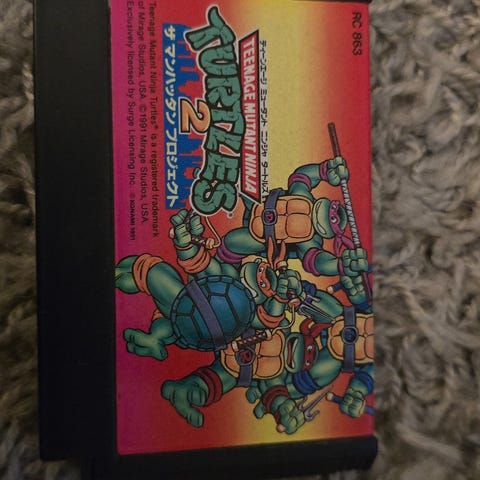 RC 863
ティーンエージ ミュータント ニンジャ タートルズ
TEENAGE MUTANT NINJA
TURTLES®
2
ザ マンハッタン プロジェクト
Teenage Mutant Ninja Turtles® is a registered trademark
of Mirage Studios, USA. ©1991 Mirage Studios, USA.
Exclusively licensed by Surge Licensing Inc. © KONAMI 1991